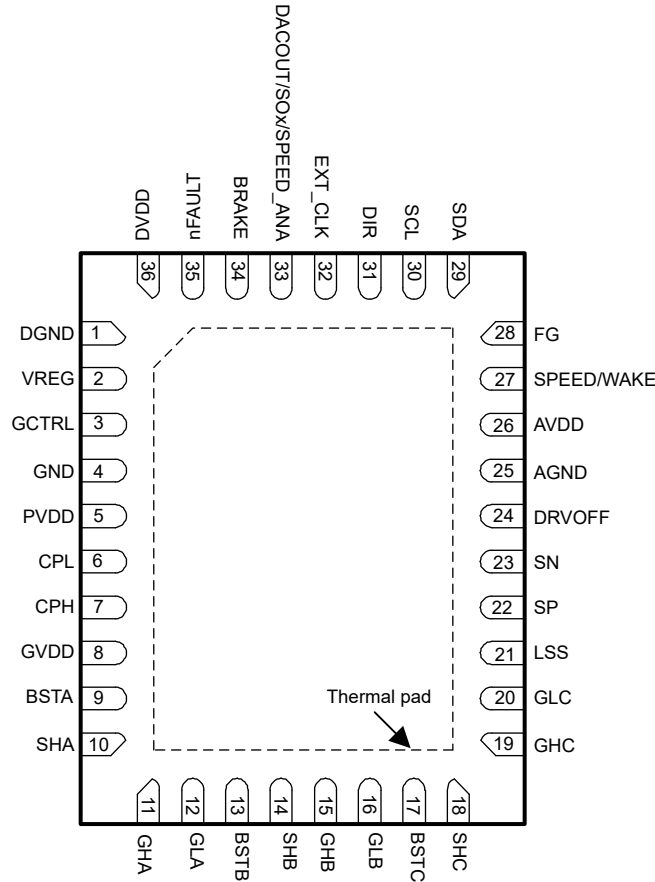 DACOUT/SOx/SPEED_ANA
DVDD
nFAULT
BRAKE
EXT_CLK
DIR
SCL
SDA
36
35
34
33
32
31
30
29
DGND 1
VREG 2
GCTRL 3
GND 4
PVDD 5
CPL 6
CPH 7
GVDD 8
BSTA 9
SHA 10
28 FG
27 SPEED/WAKE
26 AVDD
25 AGND
24 DRVOFF
23 SN
22 SP
21 LSS
20 GLC
19 GHC
Thermal pad
11
12
13
14
15
16
17
18
GHA
GLA
BSTB
SHB
GHB
GLB
BSTC
SHC